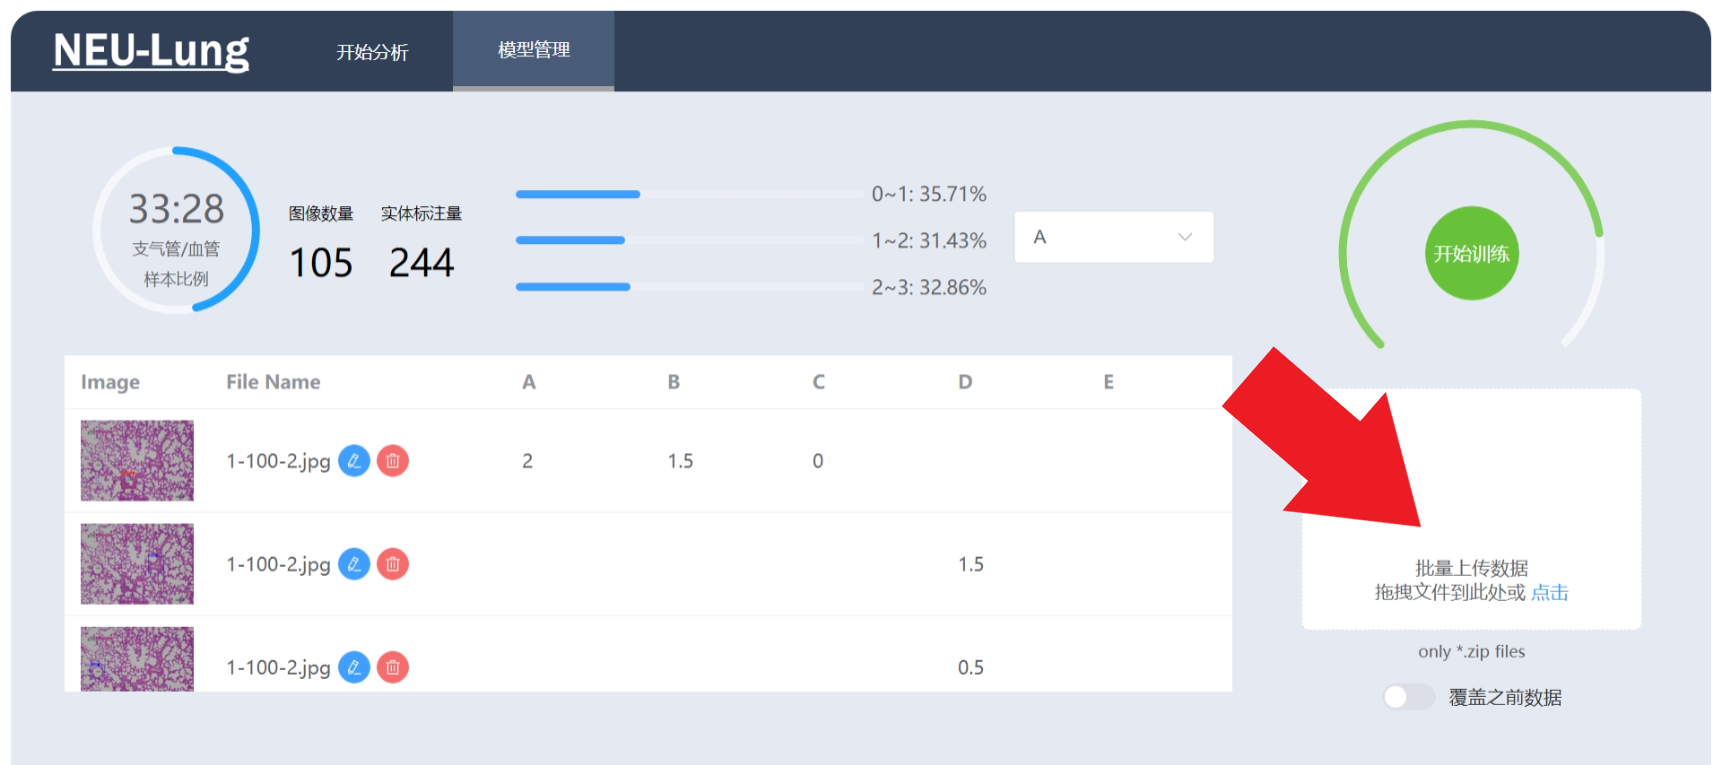 NEU-Lung
开始分析
模型管理
33:28
支气管/血管
样本比例
图像数量
105
实体标注量
244
0~1: 35.71%
1~2: 31.43%
2~3: 32.86%
A
开始训练
Image File Name A B C D E
1-100-2.jpg 2 1.5 0
1-100-2.jpg 1.5
1-100-2.jpg 0.5
批量上传数据
拖拽文件到此处或 点击
only *.zip files
覆盖之前数据